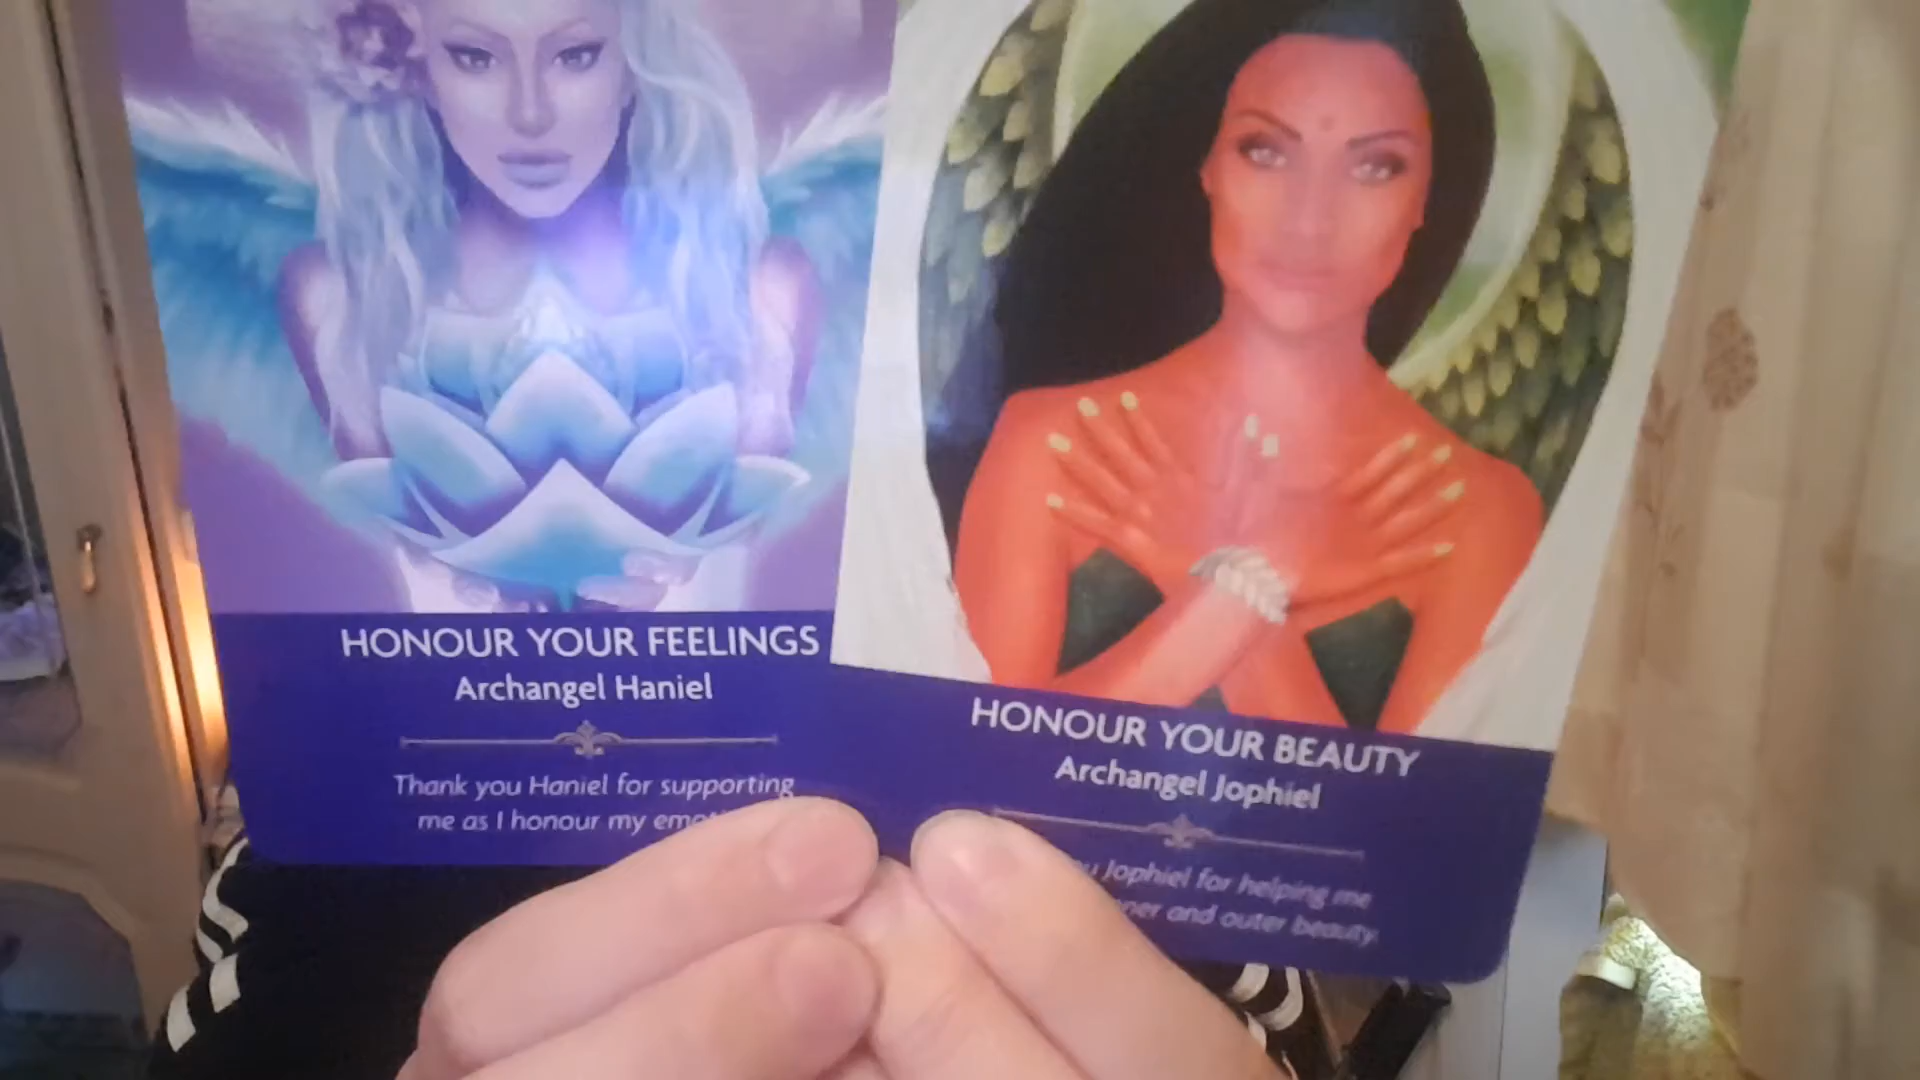 HONOUR YOUR FEELINGS
Archangel Haniel
Thank you Haniel for supporting
me as I honour my
HONOUR YOUR BEAUTY
Archangel Jophiel
Jophiel for helping me
and outer beauty.